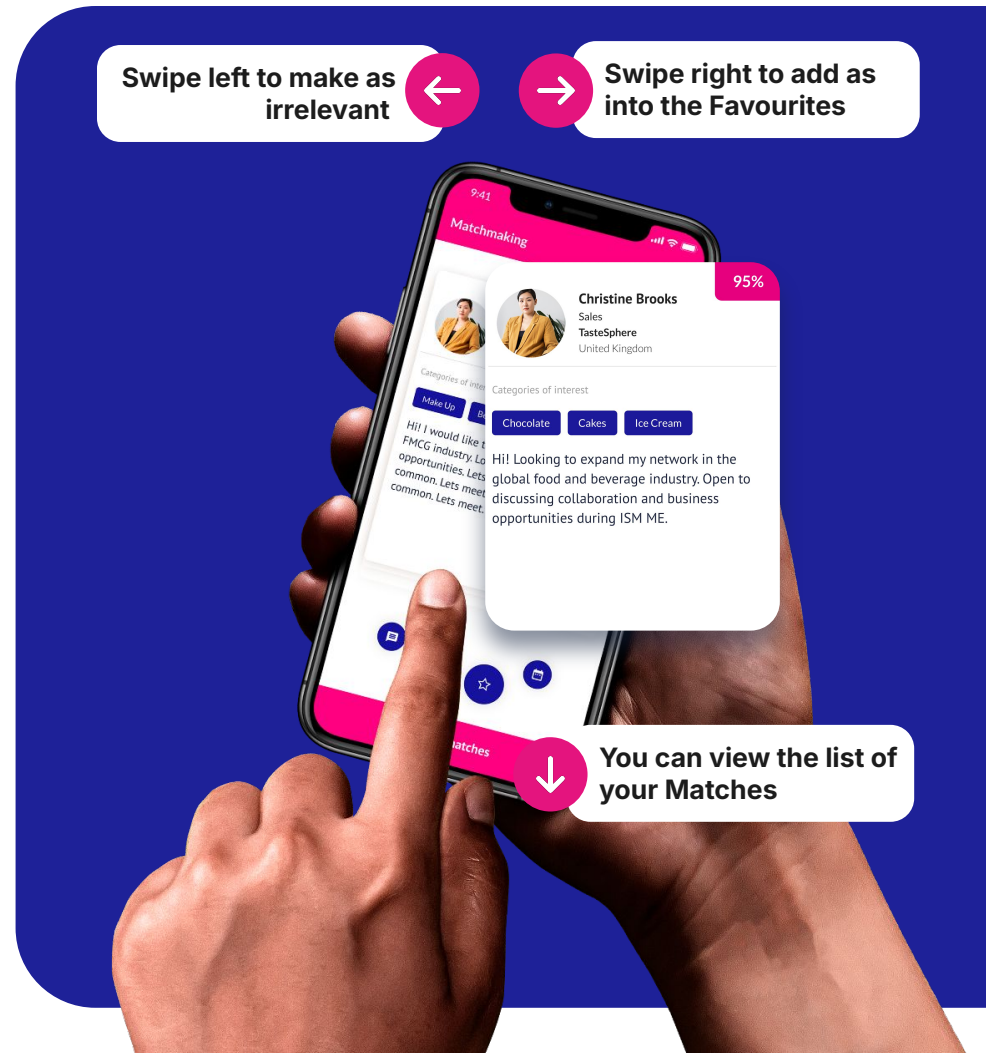 Swipe left to make as
irrelevant
Swipe right to add as
into the Favourites
9:41
Matchmaking
95%
Christine Brooks
Sales
TasteSphere
United Kingdom
Categories of interest
Chocolate
Cakes
Ice Cream
Hi! Looking to expand my network in the
global food and beverage industry. Open to
discussing collaboration and business
opportunities during ISM ME.
Categories of
Make Up
Hi! I would like
FMCG industry.
opportunities. Lets
common. Lets meet
common. Lets meet.
You can view the list of
your Matches